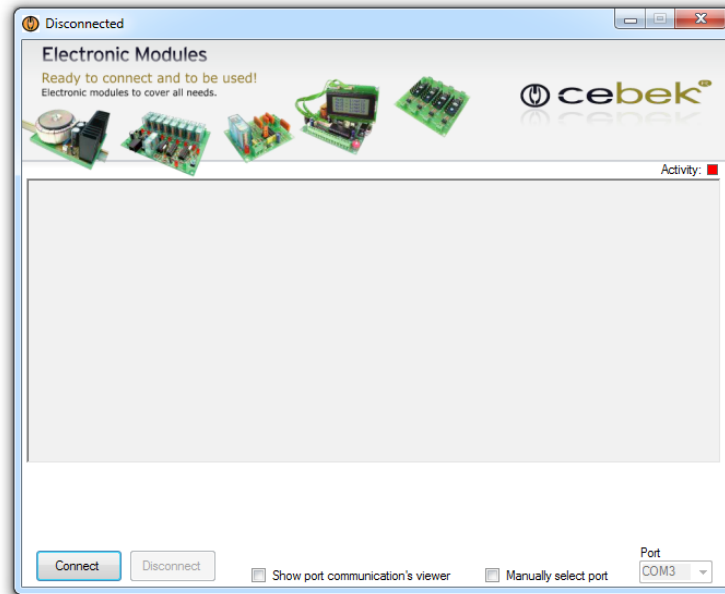 Disconnected
Electronic Modules
Ready to connect and to be used!
Electronic modules to cover all needs.
cebek
Activity:
Connect
Disconnect
Show port communication's viewer
Manually select port
Port
COM3